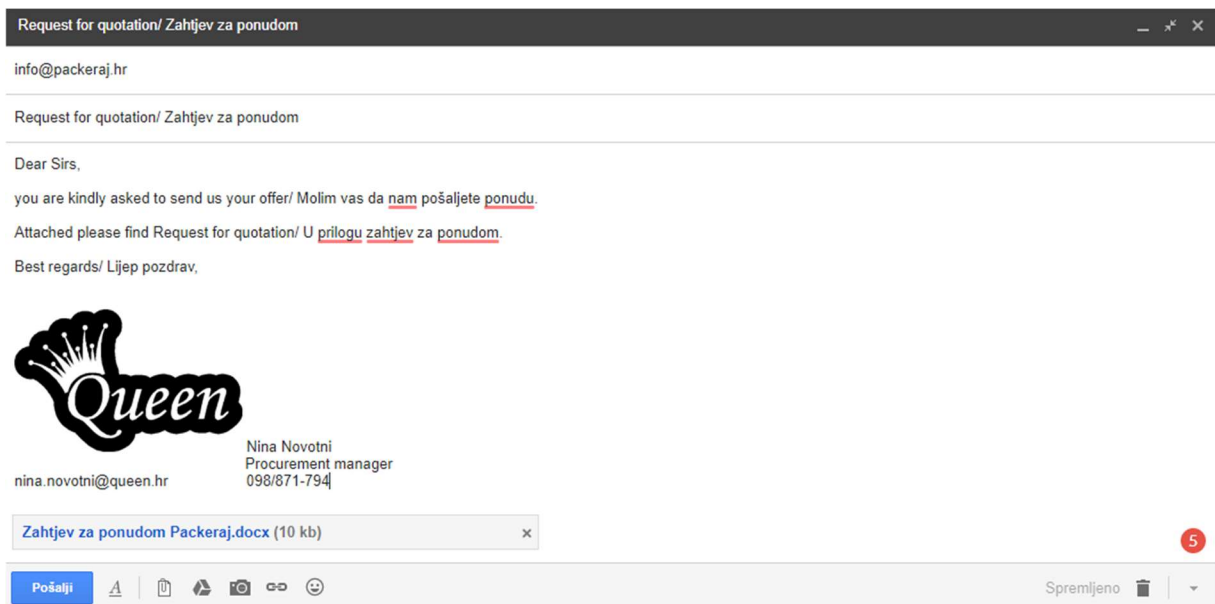 Request for quotation/ Zahtjev za ponudom
info@packeraj.hr
Request for quotation/ Zahtjev za ponudom
Dear Sirs,
you are kindly asked to send us your offer/ Molim vas da nam pošaljete ponudu.
Attached please find Request for quotation/ U prilogu zahtjev za ponudom.
Best regards/ Lijep pozdrav,
Queen
Nina Novotni
Procurement manager
nina.novotni@queen.hr 098/871-794
Zahtjev za ponudom Packeraj.docx (10 kb)
5
Pošalji A Spremljeno